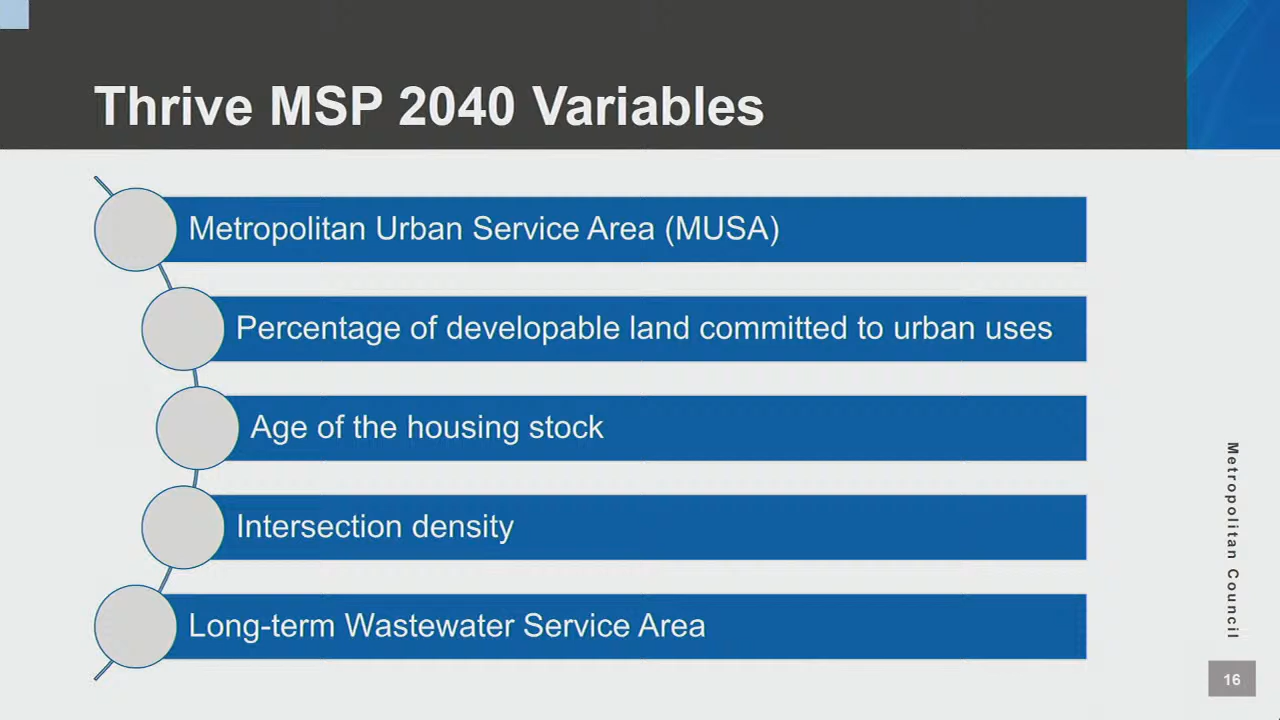 Thrive MSP 2040 Variables
Metropolitan Urban Service Area (MUSA)
Percentage of developable land committed to urban uses
Age of the housing stock
Intersection density
Long-term Wastewater Service Area
Metropolitan Council
16